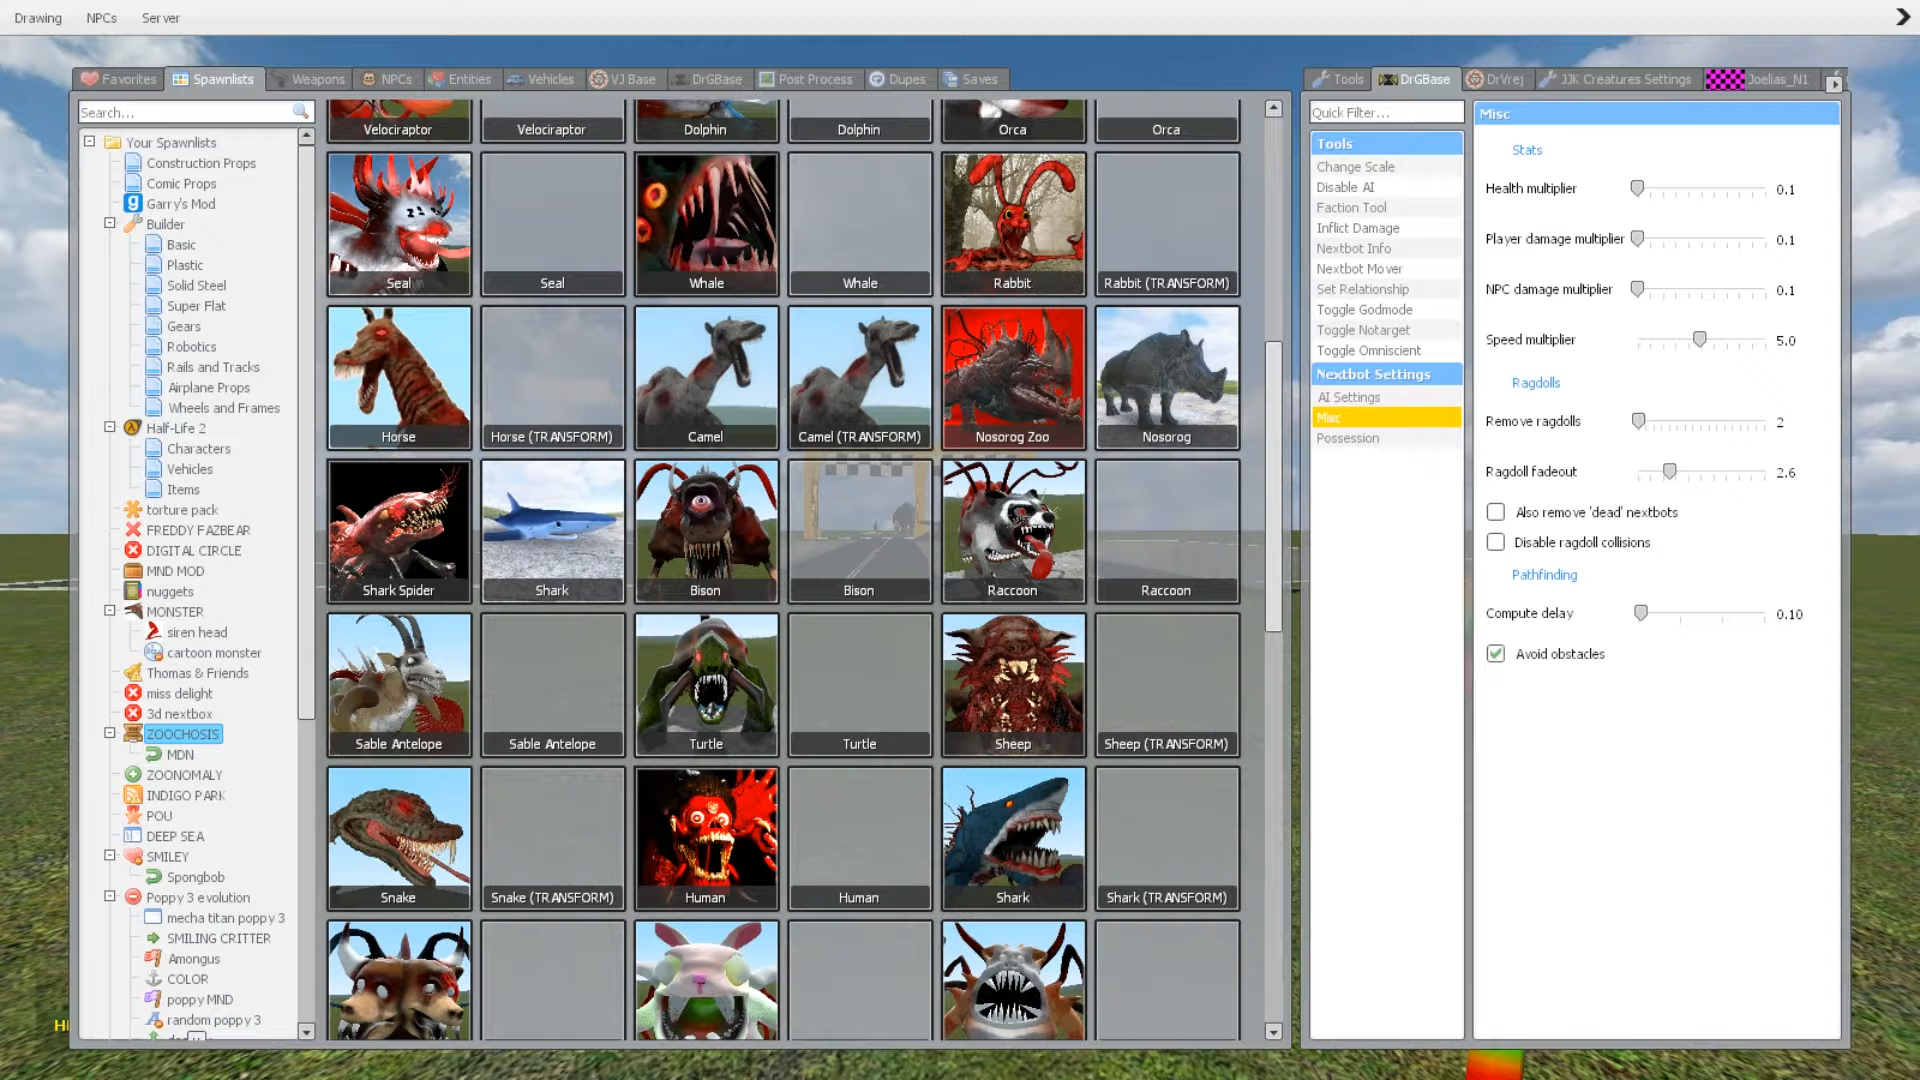 Drawing NPCs Server
Favorites Spawnlists Weapons NPCs Entities Vehicles VJ Base DrGBase Post Process Dupes Saves
Tools DrGBase DrVrej JJK Creatures Settings Joelias_N1
Search...
Your Spawnlists
Construction Props
Comic Props
Garry's Mod
Builder
Basic
Plastic
Solid Steel
Super Flat
Gears
Robotics
Rails and Tracks
Airplane Props
Wheels and Frames
Half-Life 2
Characters
Vehicles
Items
torture pack
FREDDY FAZBEAR
DIGITAL CIRCLE
MND MOD
nuggets
MONSTER
siren head
cartoon monster
Thomas & Friends
miss delight
3d nextbox
ZOOCHOSIS
MDN
ZOONOMALY
INDIGO PARK
POU
DEEP SEA
SMILEY
Spongbob
Poppy 3 evolution
mecha titan poppy 3
SMILING CRITTER
Amongus
COLOR
poppy MND
random poppy 3
Velociraptor Velociraptor Dolphin Dolphin Orca Orca
Seal Seal Whale Whale Rabbit Rabbit (TRANSFORM)
Horse Horse (TRANSFORM) Camel Camel (TRANSFORM) Nosorog Zoo Nosorog
Shark Spider Shark Bison Bison Raccoon Raccoon
Sable Antelope Sable Antelope Turtle Turtle Sheep Sheep (TRANSFORM)
Snake Snake (TRANSFORM) Human Human Shark Shark (TRANSFORM)
Quick Filter...
Tools
Change Scale
Disable AI
Faction Tool
Inflict Damage
Nextbot Info
Nextbot Mover
Set Relationship
Toggle Godmode
Toggle Notarget
Toggle Omniscient
Nextbot Settings
AI Settings
Misc
Possession
Misc
Stats
Health multiplier 0.1
Player damage multiplier 0.1
NPC damage multiplier 0.1
Speed multiplier 5.0
Ragdolls
Remove ragdolls 2
Ragdoll fadeout 2.6
Also remove 'dead' nextbots
Disable ragdoll collisions
Pathfinding
Compute delay 0.10
Avoid obstacles